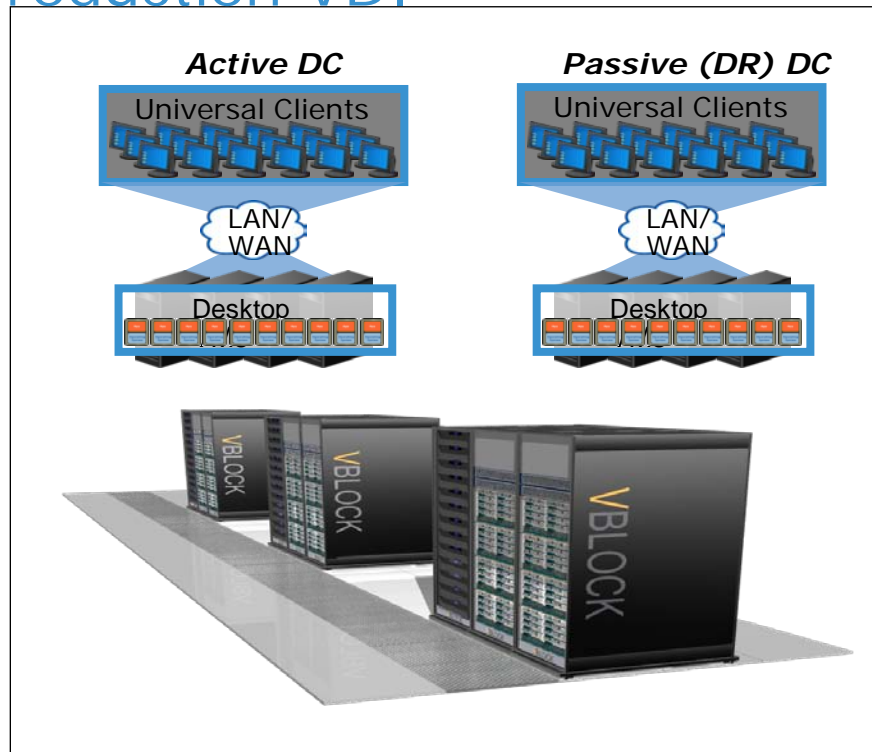 Active DC
Passive (DR) DC
Universal Clients
Universal Clients
LAN/
WAN
LAN/
WAN
Desktop
Desktop
VBLOCK
VBLOCK
VBLOCK